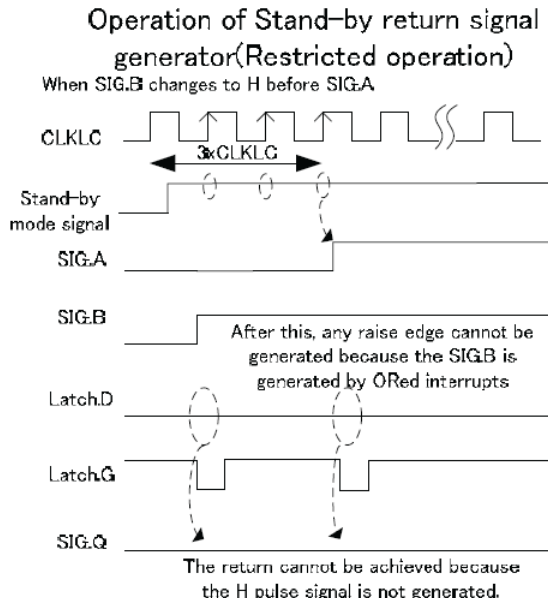 Operation of Stand-by return signal
generator(Restricted operation)
When SIG.B changes to H before SIG.A
CLKLC
3xCLKLC
Stand-by
mode signal
SIG.A
SIG.B
After this, any raise edge cannot be
generated because the SIG.B is
generated by ORed interrupts
Latch.D
Latch.G
SIG.Q
The return cannot be achieved because
the H pulse signal is not generated.